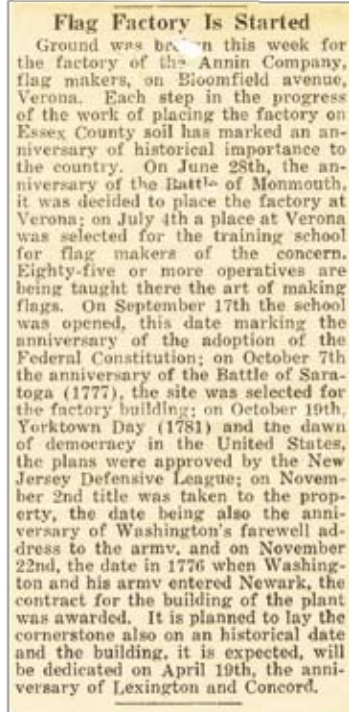 Flag Factory Is Started
Ground was broken this week for
the factory of the Annin Company,
flag makers, on Bloomfield avenue,
Verona. Each step in the progress
of the work of placing the factory on
Essex County soil has marked an an-
niversary of historical importance to
the country. On June 28th, the an-
niversary of the Battle of Monmouth,
it was decided to place the factory at
Verona; on July 4th a place at Verona
was selected for the training school
for flag makers of the concern.
Eighty-five or more operatives are
being taught there the art of making
flags. On September 17th the school
was opened, this date marking the
anniversary of the adoption of the
Federal Constitution; on October 7th
the anniversary of the Battle of Sara-
toga (1777), the site was selected for
the factory building; on October 19th,
Yorktown Day (1781) and the dawn
of democracy in the United States,
the plans were approved by the New
Jersey Defensive League; on Novem-
ber 2nd title was taken to the prop-
erty, the date being also the anni-
versary of Washington's farewell ad-
dress to the army, and on November
22nd, the date in 1776 when Washing-
ton and his army entered Newark, the
contract for the building of the plant
was awarded. It is planned to lay the
cornerstone also on an historical date
and the building, it is expected, will
be dedicated on April 19th, the anni-
versary of Lexington and Concord.